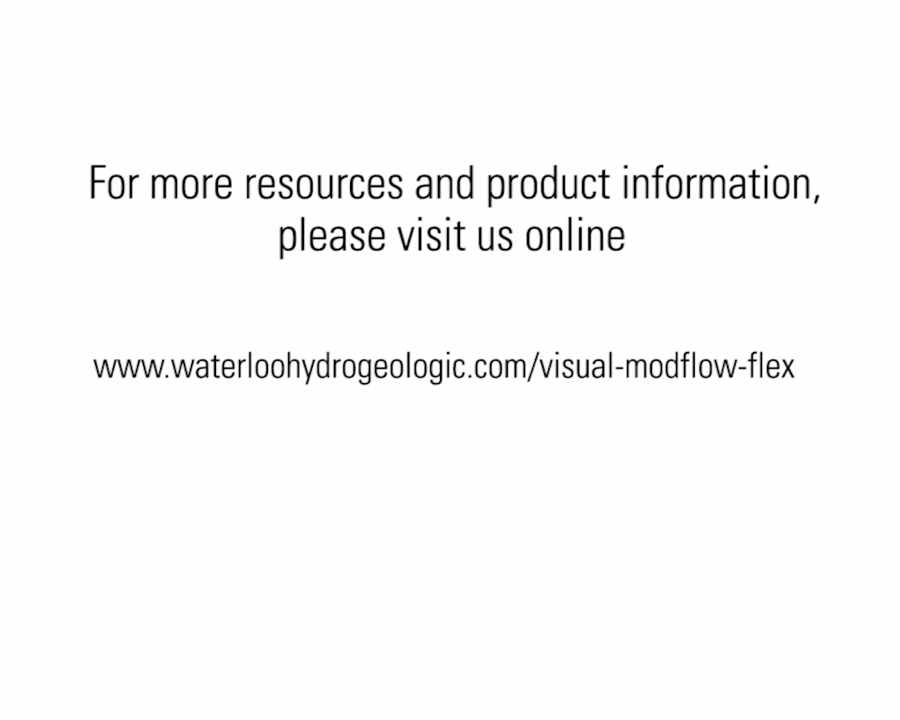 For more resources and product information,
please visit us online
www.waterloohydrogeologic.com/visual-modflow-flex